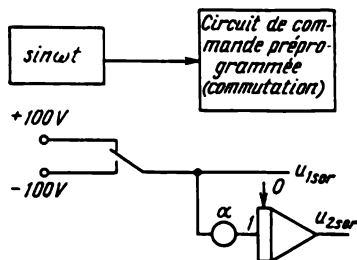 Circuit de com-
mande prépro-
grammée
(commutation)
sinωt
+100V
-100V
u1sor
0
α
1
u2sor